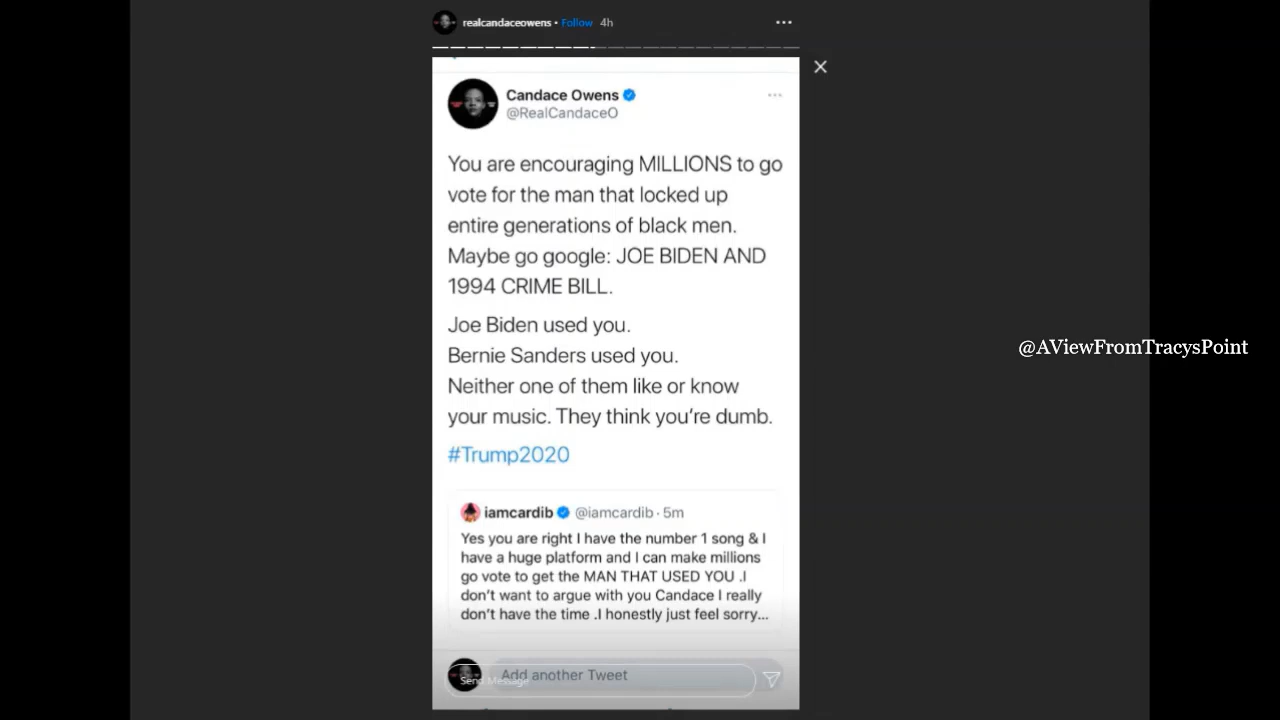 realcandaceowens • Follow 4h
Candace Owens
@RealCandaceO
You are encouraging MILLIONS to go
vote for the man that locked up
entire generations of black men.
Maybe go google: JOE BIDEN AND
1994 CRIME BILL.
Joe Biden used you.
Bernie Sanders used you.
Neither one of them like or know
your music. They think you're dumb.
#Trump2020
iamcardib @iamcardib · 5m
Yes you are right I have the number 1 song & I
have a huge platform and I can make millions
go vote to get the MAN THAT USED YOU .I
don't want to argue with you Candace I really
don't have the time .I honestly just feel sorry...
Add another Tweet
Send Message
@AViewFromTracysPoint